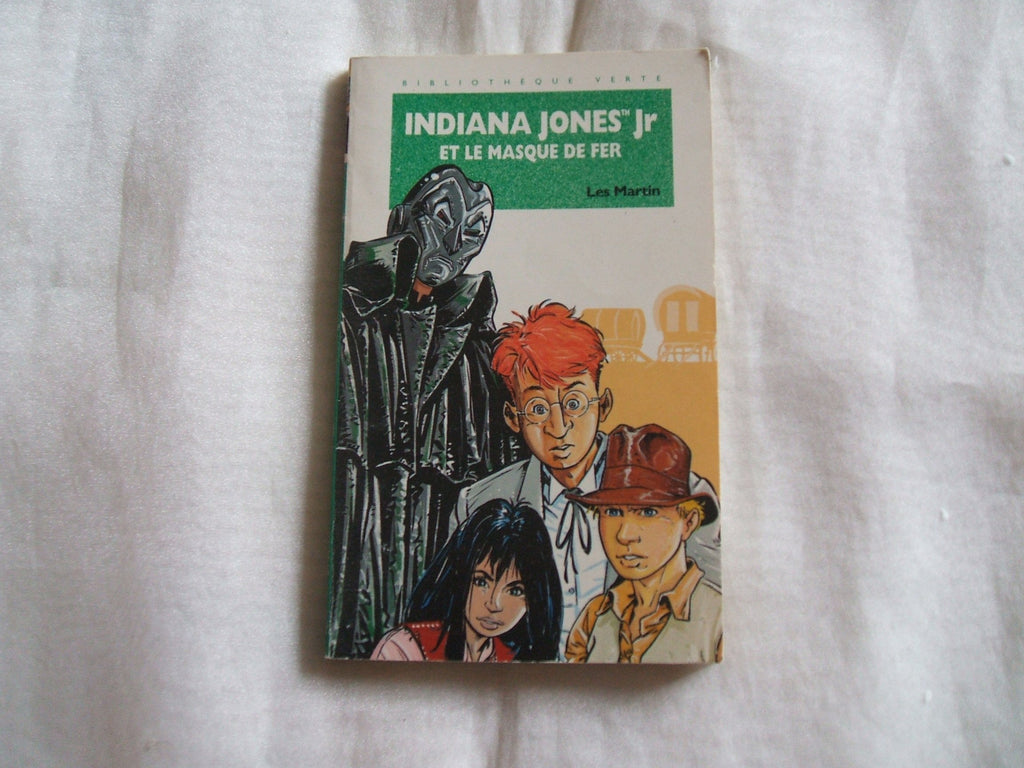 BIBLIOTHÈQUE VERTE
INDIANA JONES™ Jr
ET LE MASQUE DE FER
Les Martin